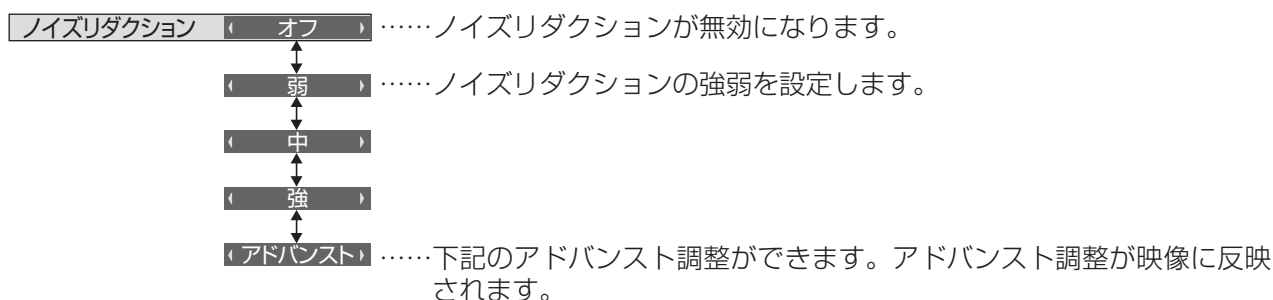 ノイズリダクション オフ ……ノイズリダクションが無効になります。
弱 ……ノイズリダクションの強弱を設定します。
中
強
アドバンスト ……下記のアドバンスト調整ができます。アドバンスト調整が映像に反映
されます。